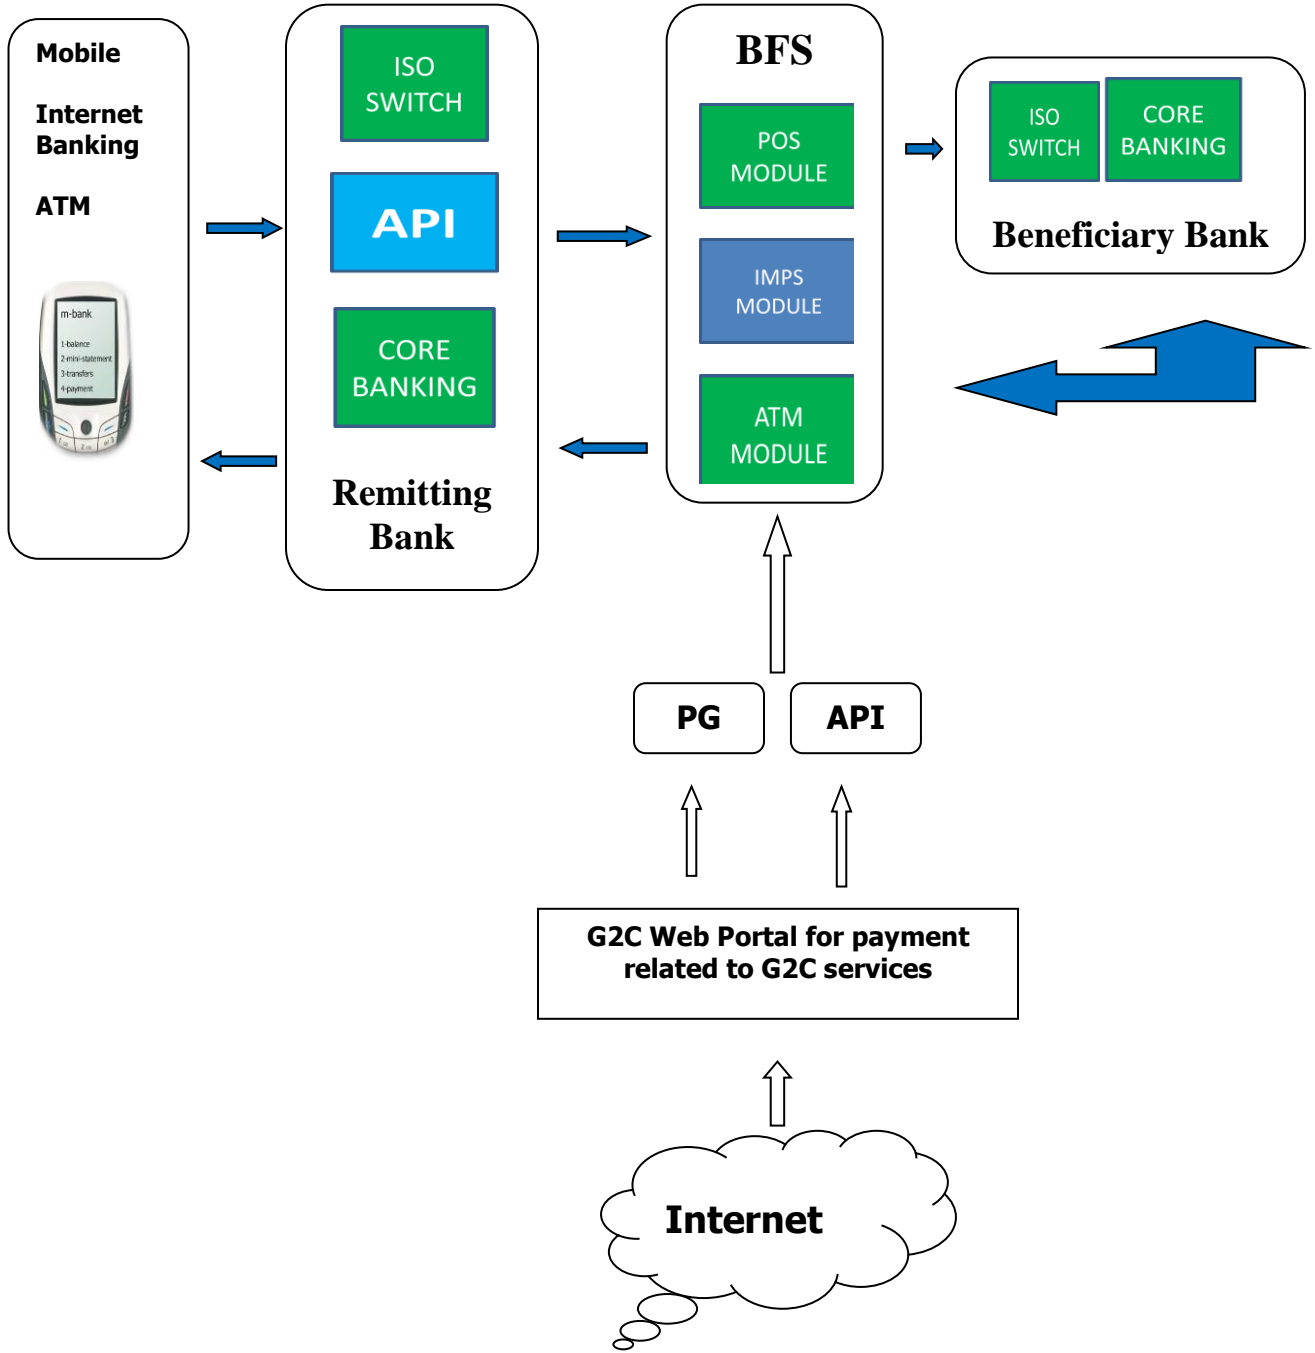 Mobile
Internet
Banking
ATM
m-bank
1-balance
2-mini-statement
3-transfers
4-payment
ISO
SWITCH
API
CORE
BANKING
Remitting
Bank
BFS
POS
MODULE
IMPS
MODULE
ATM
MODULE
ISO
SWITCH
CORE
BANKING
Beneficiary Bank
PG
API
G2C Web Portal for payment
related to G2C services
Internet